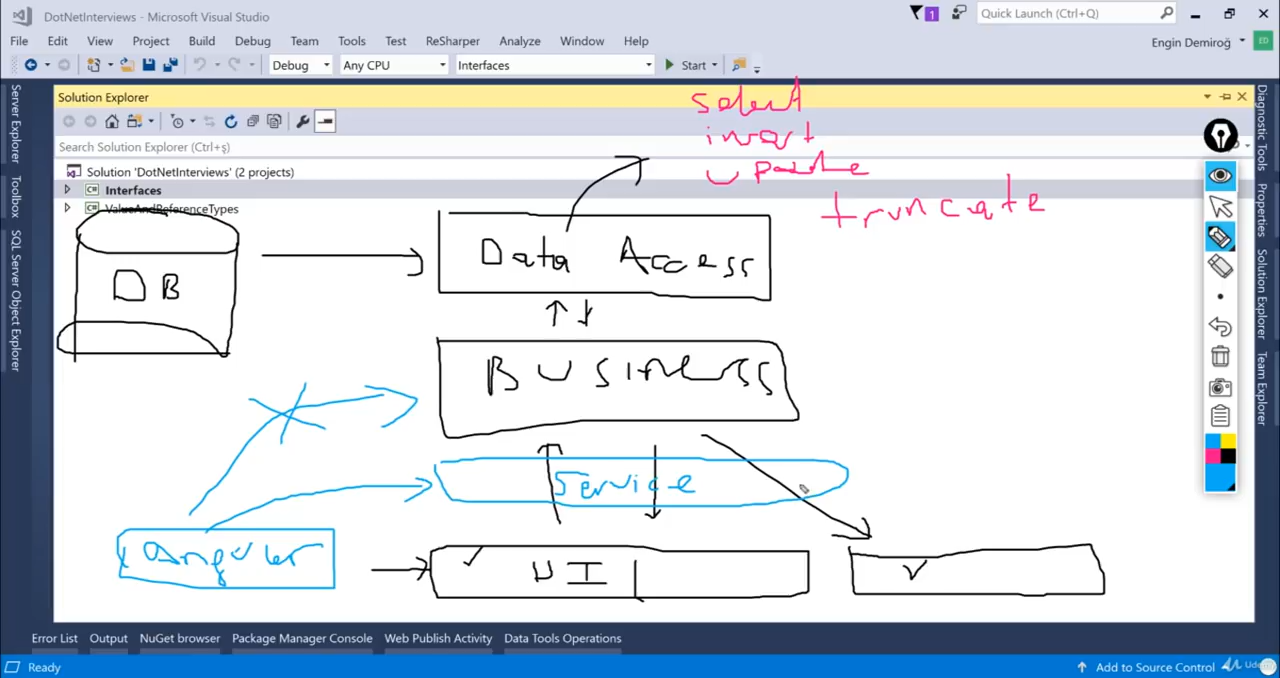 DotNetInterviews - Microsoft Visual Studio
1
Quick Launch (Ctrl+Q)
File Edit View Project Build Debug Team Tools Test ReSharper Analyze Window Help
Engin Demiroğ
ED
Debug Any CPU Interfaces Start
Solution Explorer
Search Solution Explorer (Ctrl+ş)
Solution 'DotNetInterviews' (2 projects)
C# Interfaces
C# ValueAndReferenceTypes
Server Explorer
Toolbox
SQL Server Object Explorer
Diagnostic Tools
Properties
Team Explorer
select
insert
update
truncate
DB
Data Access
Business
Service
Angular
UI
Error List Output NuGet browser Package Manager Console Web Publish Activity Data Tools Operations
Ready
Add to Source Control
Udemy